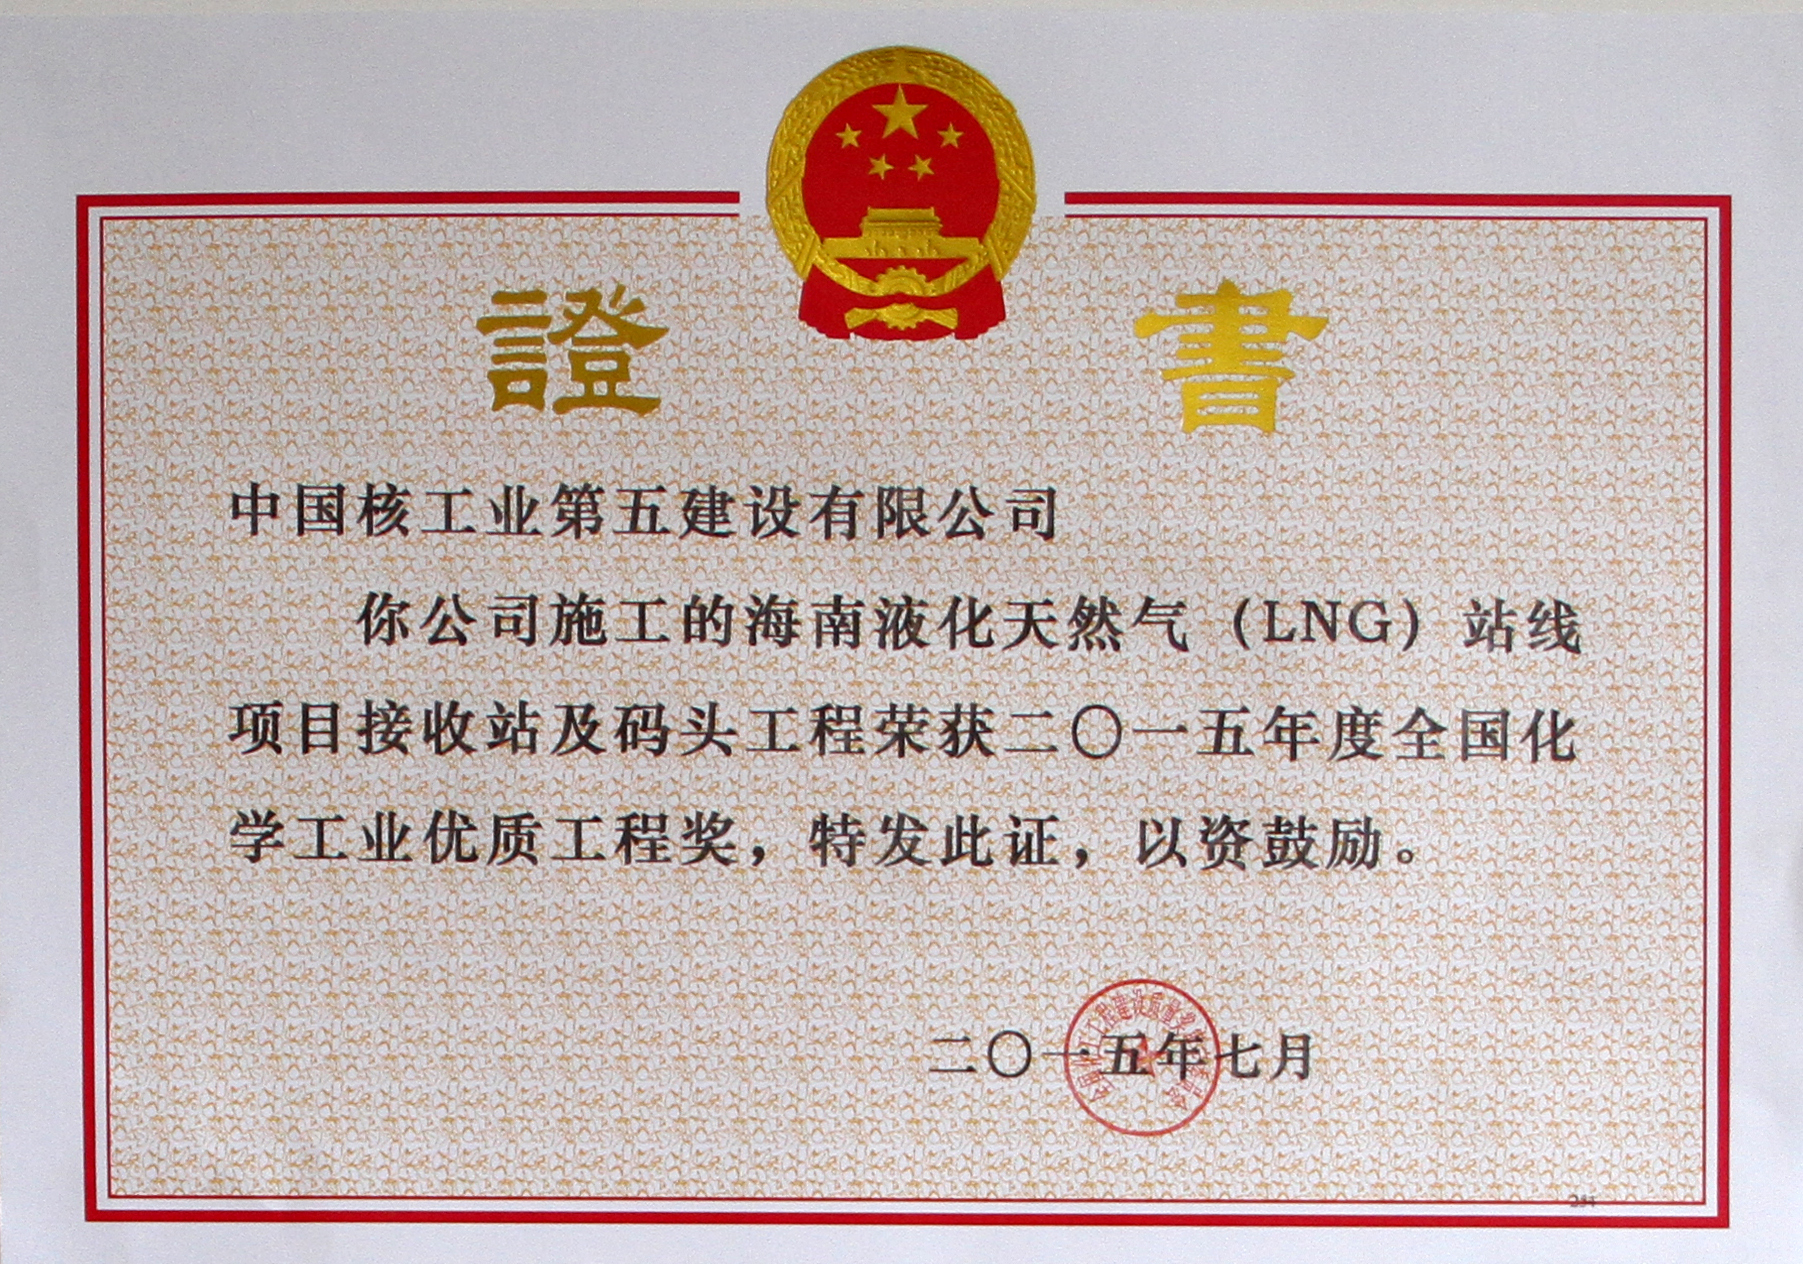 證 書
中国核工业第五建设有限公司
你公司施工的海南液化天然气（LNG）站线
项目接收站及码头工程荣获二〇一五年度全国化
学工业优质工程奖，特发此证，以资鼓励。
二〇一五年七月